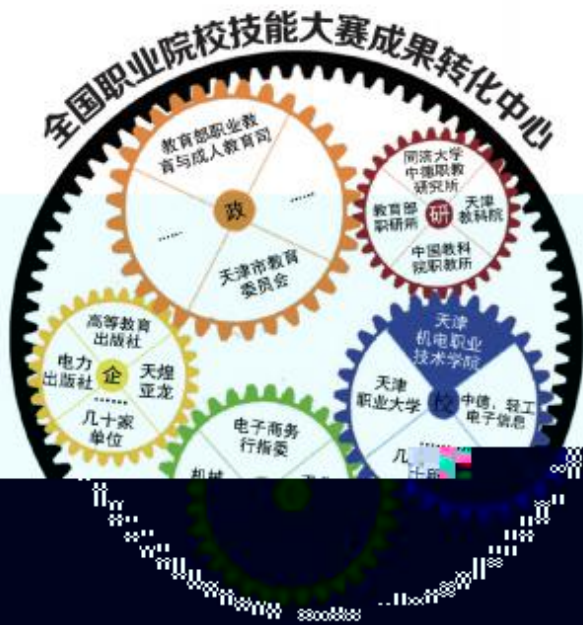 全国职业院校技能大赛成果转化中心
教育部职业教
育与成人教育司
……
政
……
天津市教育
委员会
同济大学
中德职教
研究所
教育部
职研所
研
天津
教科院
中国教科
院职教所
高等教育
出版社
电力
出版社
企
天煌
亚龙
……
几十家
单位
天津
机电职业
技术学院
天津
职业大学
校
中德,轻工
电子信息
……
电子商务
行指委
机械